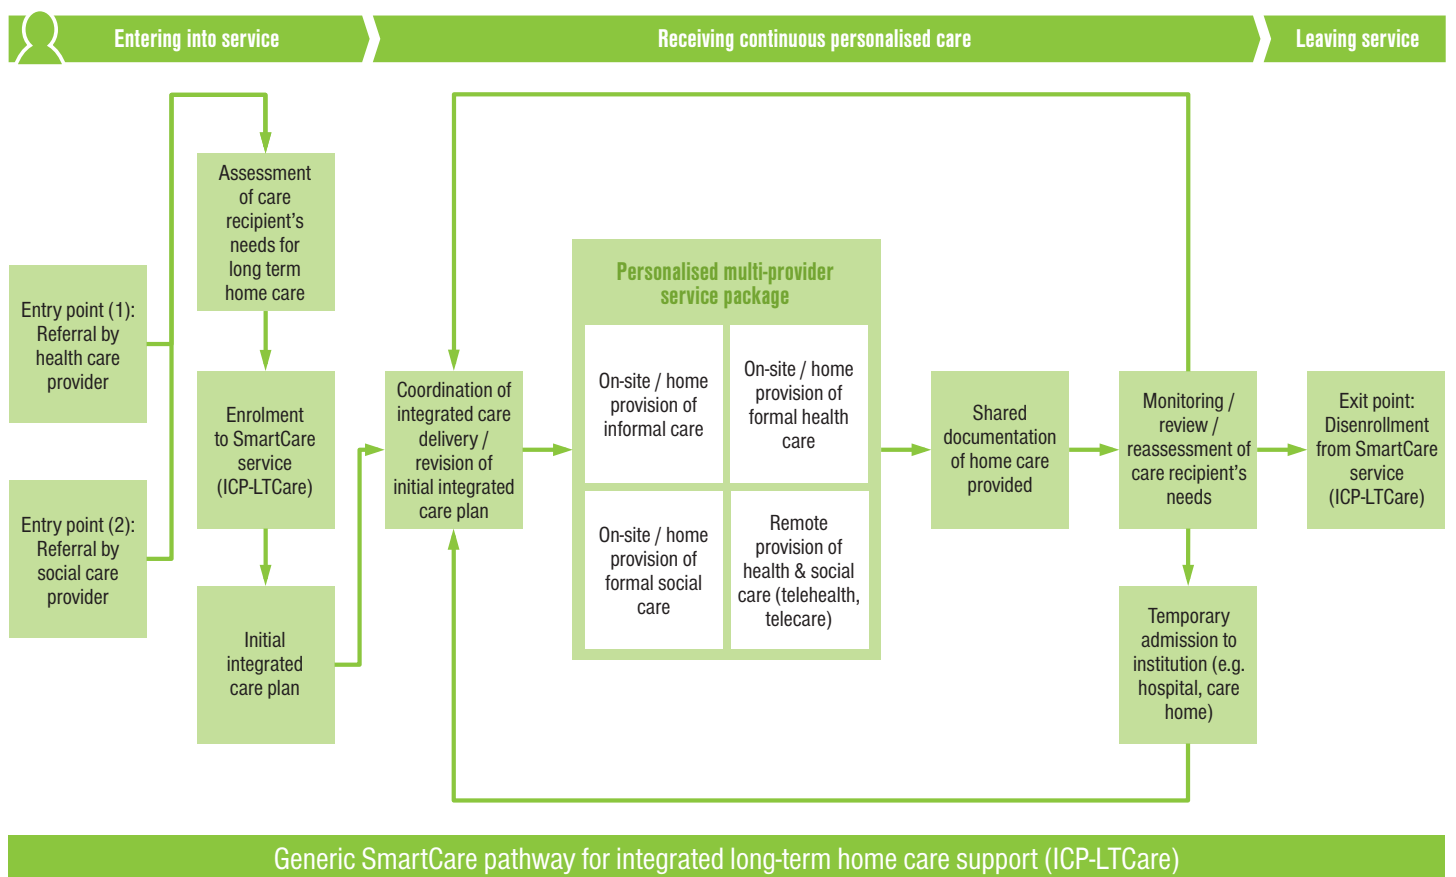 Entering into service
Receiving continuous personalised care
Leaving service
Entry point (1):
Referral by
health care
provider
Entry point (2):
Referral by
social care
provider
Assessment
of care
recipient’s
needs for
long term
home care
Enrolment
to SmartCare
service
(ICP-LTCare)
Initial
integrated
care plan
Coordination of
integrated care
delivery /
revision of
initial integrated
care plan
Personalised multi-provider
service package
On-site / home
provision of
informal care
On-site / home
provision of
formal health
care
On-site / home
provision of
formal social
care
Remote
provision of
health & social
care (telehealth,
telecare)
Shared
documentation
of home care
provided
Monitoring /
review /
reassessment of
care recipient’s
needs
Temporary
admission to
institution (e.g.
hospital, care
home)
Exit point:
Disenrollment
from SmartCare
service
(ICP-LTCare)
Generic SmartCare pathway for integrated long-term home care support (ICP-LTCare)